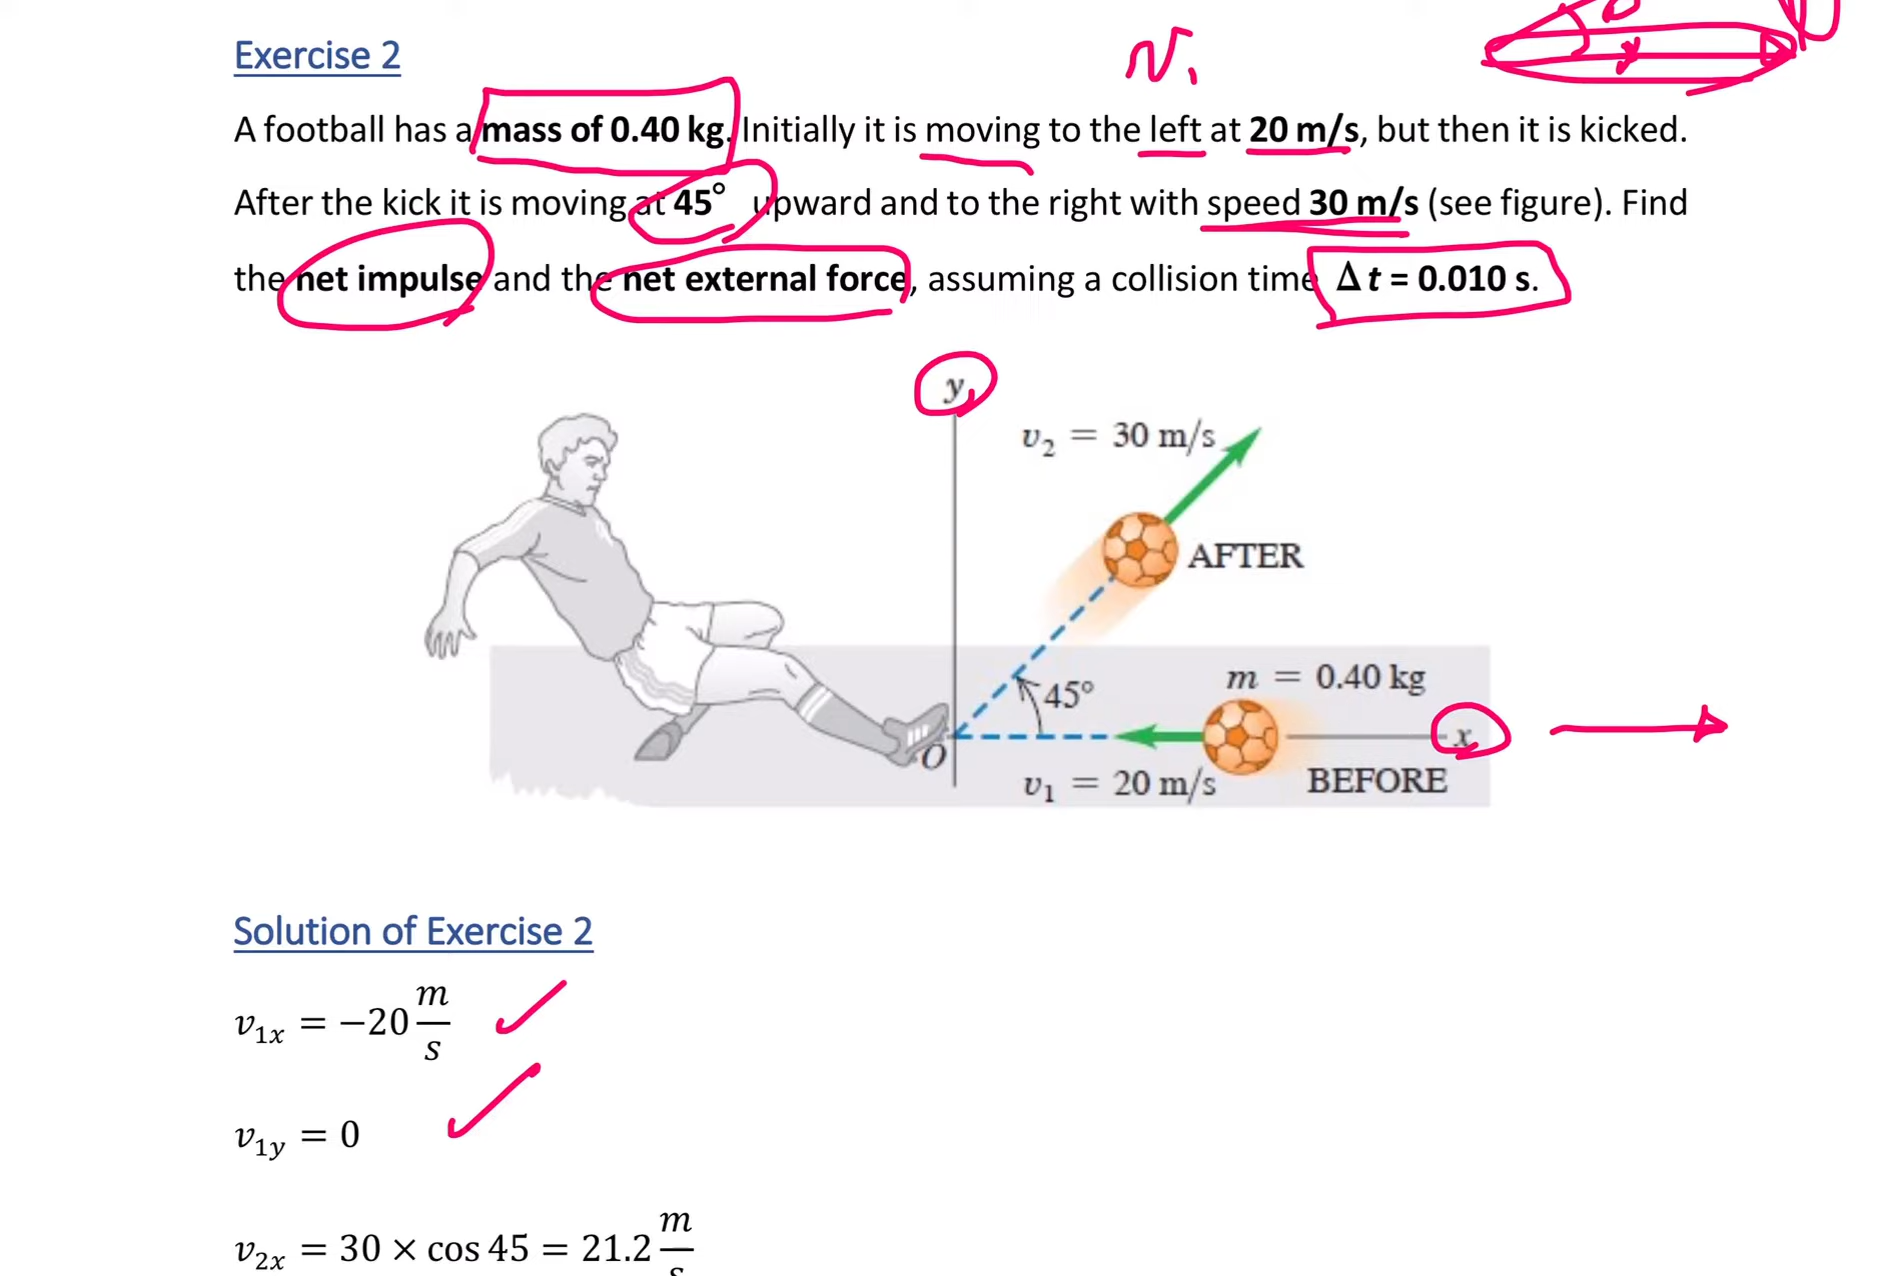 Exercise 2
N.
A football has a mass of 0.40 kg. Initially it is moving to the left at 20 m/s, but then it is kicked.
After the kick it is moving at 45° upward and to the right with speed 30 m/s (see figure). Find
the net impulse and the net external force, assuming a collision time Δt = 0.010 s.
y
v₂ = 30 m/s
AFTER
m = 0.40 kg
45°
x
O
v₁ = 20 m/s
BEFORE
Solution of Exercise 2
v₁ₓ = −20 m/s
v_{1y} = 0
v₂ₓ = 30 × cos 45 = 21.2 m/s